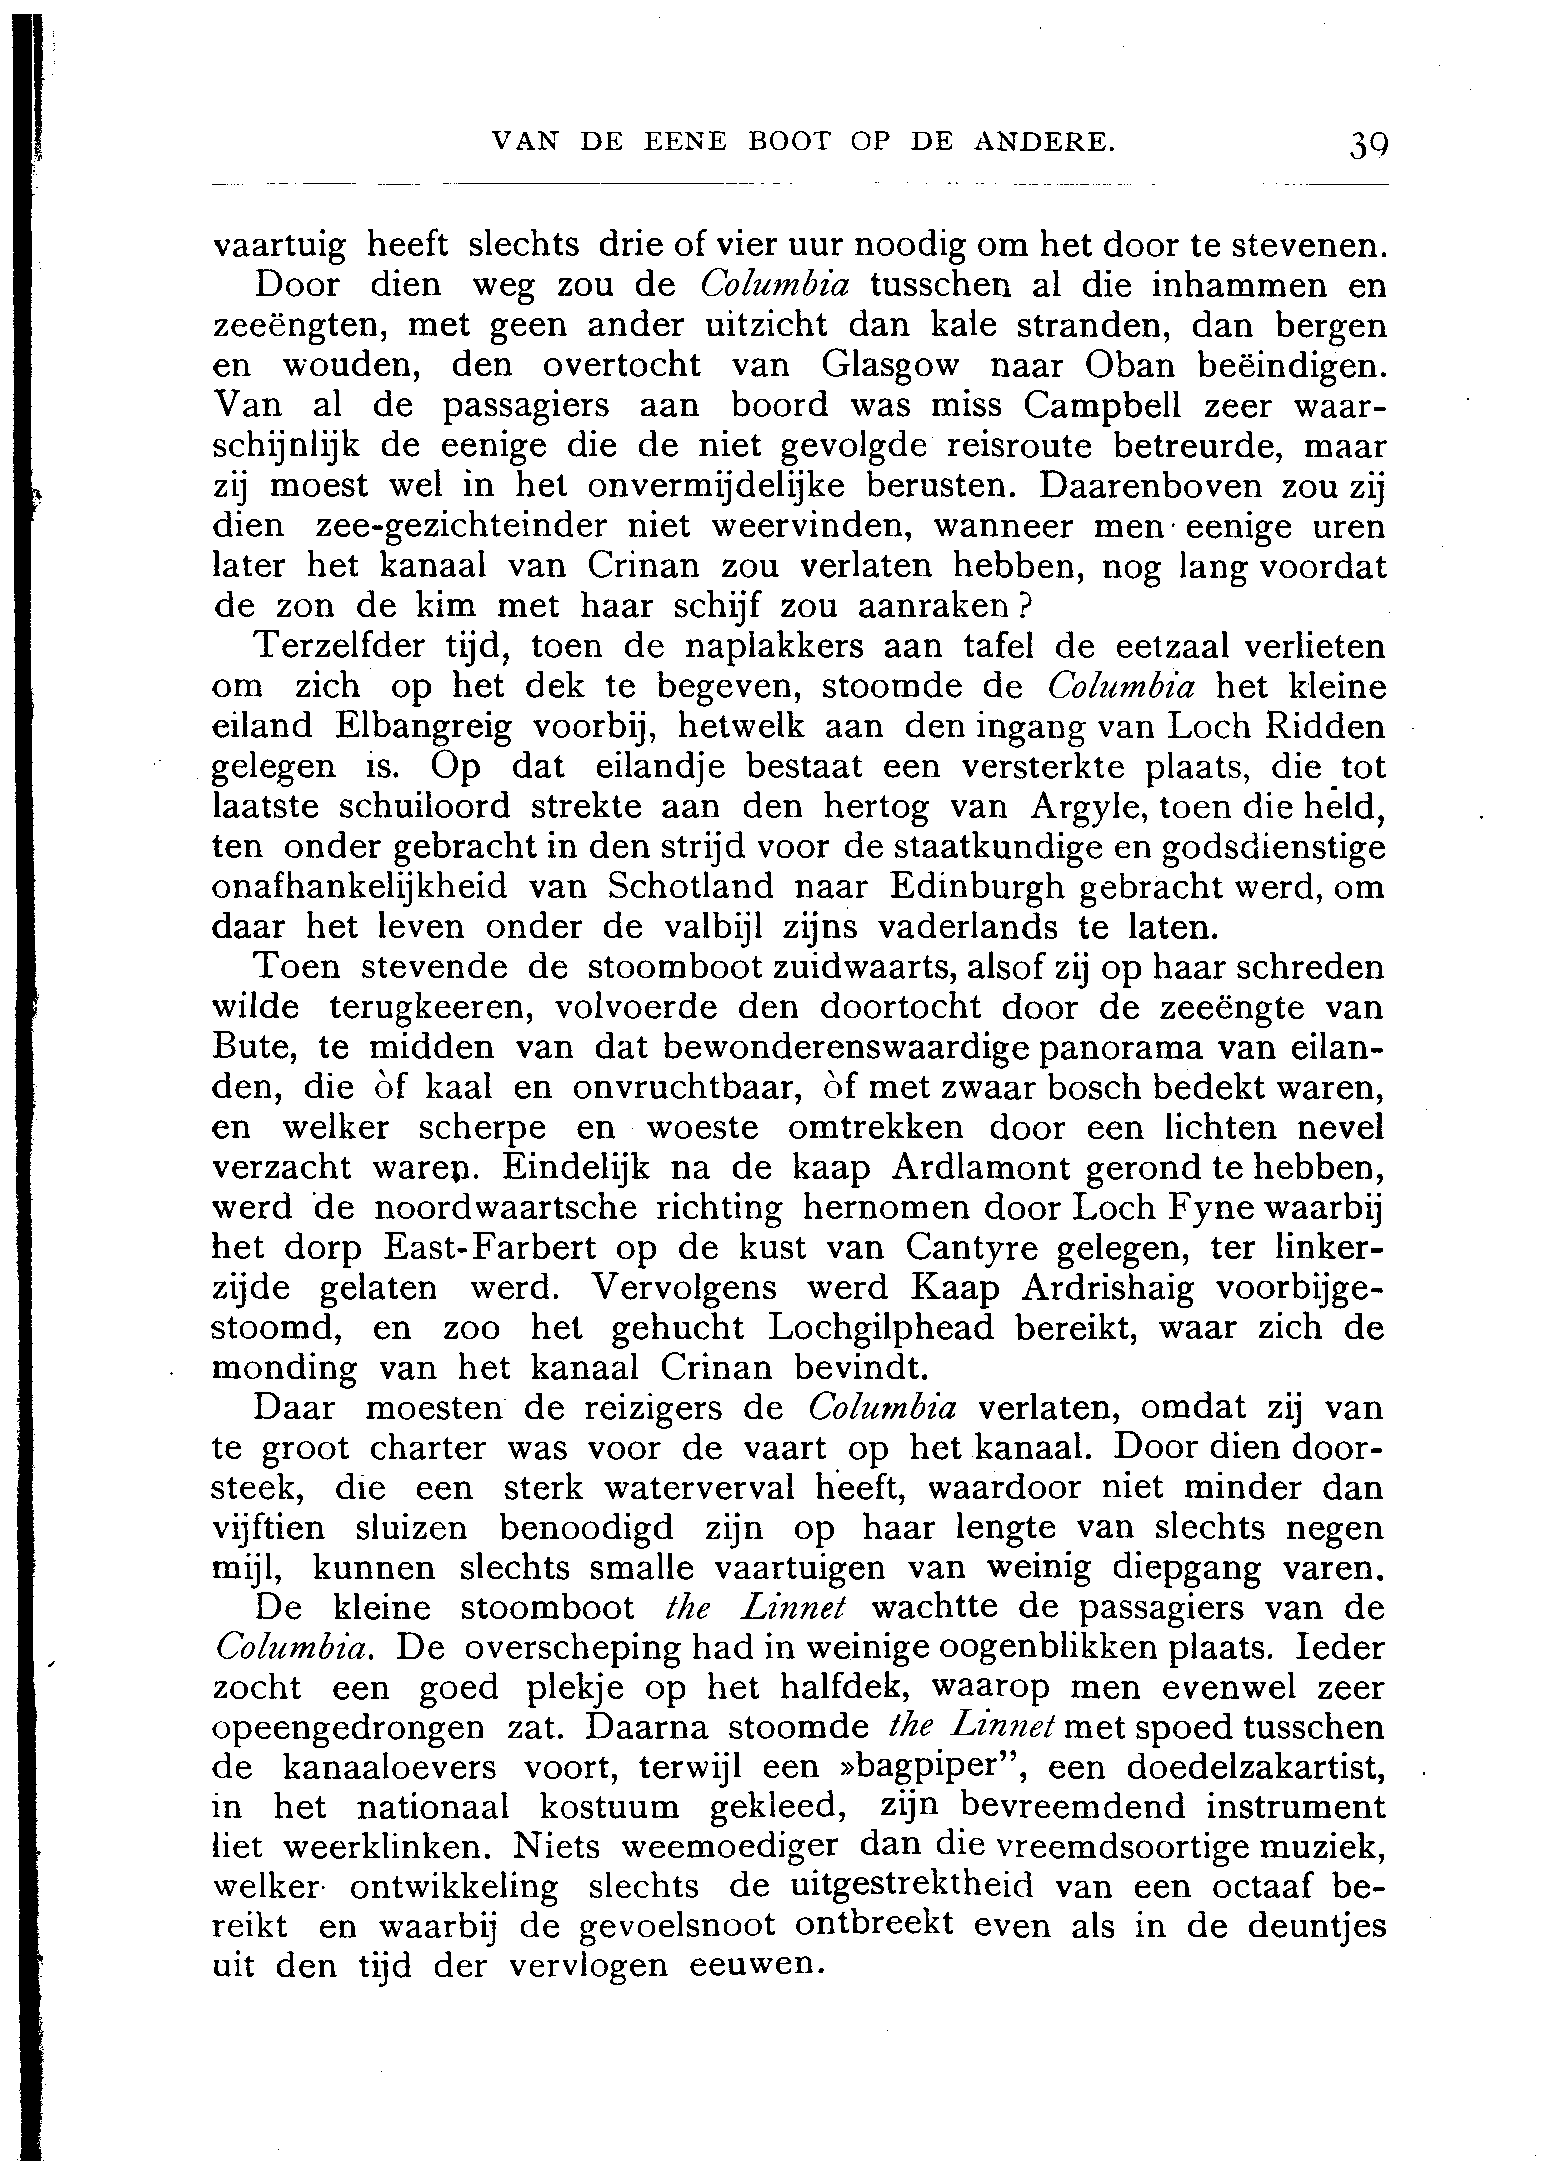 VAN DE EENE BOOT OP DE ANDERE. 39
vaartuig heeft slechts drie of vier uur noodig om het door te stevenen.
Door dien weg zou de Columbia tusschen al die inhammen en
zeeëngten, met geen ander uitzicht dan kale stranden, dan bergen
en wouden, den overtocht van Glasgow naar Oban beëindigen.
Van al de passagiers aan boord was miss Campbell zeer waar-
schijnlijk de eenige die de niet gevolgde reisroute betreurde, maar
zij moest wel in het onvermijdelijke berusten. Daarenboven zou zij
dien zee-gezichteinder niet weervinden, wanneer men eenige uren
later het kanaal van Crinan zou verlaten hebben, nog lang voordat
de zon de kim met haar schijf zou aanraken?
Terzelfder tijd, toen de naplakkers aan tafel de eetzaal verlieten
om zich op het dek te begeven, stoomde de Columbia het kleine
eiland Elbangreig voorbij, hetwelk aan den ingang van Loch Ridden
gelegen is. Op dat eilandje bestaat een versterkte plaats, die tot
laatste schuiloord strekte aan den hertog van Argyle, toen die held,
ten onder gebracht in den strijd voor de staatkundige en godsdienstige
onafhankelijkheid van Schotland naar Edinburgh gebracht werd, om
daar het leven onder de valbijl zijns vaderlands te laten.
Toen stevende de stoomboot zuidwaarts, alsof zij op haar schreden
wilde terugkeeren, volvoerde den doortocht door de zeeëngte van
Bute, te midden van dat bewonderenswaardige panorama van eilan-
den, die òf kaal en onvruchtbaar, òf met zwaar bosch bedekt waren,
en welker scherpe en woeste omtrekken door een lichten nevel
verzacht waren. Eindelijk na de kaap Ardlamont gerond te hebben,
werd de noordwaartsche richting hernomen door Loch Fyne waarbij
het dorp East-Farbert op de kust van Cantyre gelegen, ter linker-
zijde gelaten werd. Vervolgens werd Kaap Ardrishaig voorbijge-
stoomd, en zoo het gehucht Lochgilphead bereikt, waar zich de
monding van het kanaal Crinan bevindt.
Daar moesten de reizigers de Columbia verlaten, omdat zij van
te groot charter was voor de vaart op het kanaal. Door dien door-
steek, die een sterk waterverval heeft, waardoor niet minder dan
vijftien sluizen benoodigd zijn op haar lengte van slechts negen
mijl, kunnen slechts smalle vaartuigen van weinig diepgang varen.
De kleine stoomboot the Linnet wachtte de passagiers van de
Columbia. De overscheping had in weinige oogenblikken plaats. Ieder
zocht een goed plekje op het halfdek, waarop men evenwel zeer
opeengedrongen zat. Daarna stoomde the Linnet met spoed tusschen
de kanaaloevers voort, terwijl een »bagpiper”, een doedelzakartist,
in het nationaal kostuum gekleed, zijn bevreemdend instrument
liet weerklinken. Niets weemoediger dan die vreemdsoortige muziek,
welker ontwikkeling slechts de uitgestrektheid van een octaaf be-
reikt en waarbij de gevoelsnoot ontbreekt even als in de deuntjes
uit den tijd der vervlogen eeuwen.